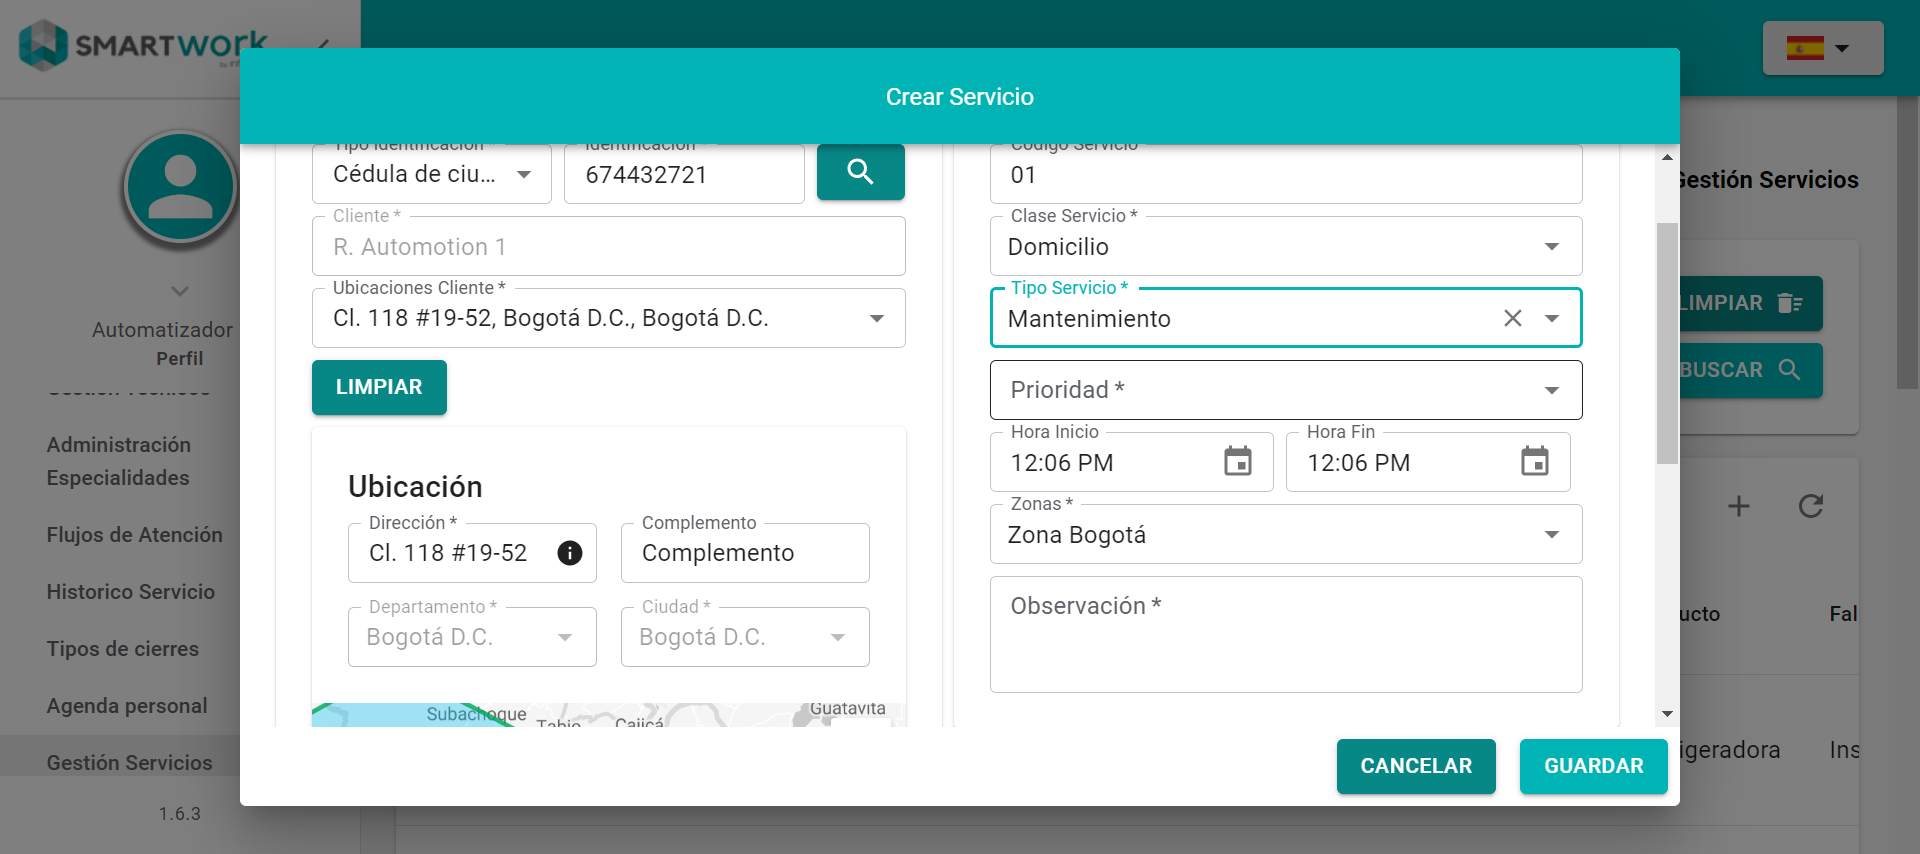 SMARTWORK
Automatizador
Perfil
Gestión Técnicos
Administración
Especialidades
Flujos de Atención
Historico Servicio
Tipos de cierres
Agenda personal
Gestión Servicios
1.6.3
Crear Servicio
Tipo Identificación *
Cédula de ciu...
Identificación *
674432721
Cliente *
R. Automotion 1
Ubicaciones Cliente *
Cl. 118 #19-52, Bogotá D.C., Bogotá D.C.
LIMPIAR
Ubicación
Dirección *
Cl. 118 #19-52
Complemento
Complemento
Departamento *
Bogotá D.C.
Ciudad *
Bogotá D.C.
Subachoque
Tabio
Cajicá
Guatavita
Código Servicio
01
Clase Servicio *
Domicilio
Tipo Servicio *
Mantenimiento
Prioridad *
Hora Inicio
12:06 PM
Hora Fin
12:06 PM
Zonas *
Zona Bogotá
Observación *
CANCELAR
GUARDAR
Gestión Servicios
LIMPIAR
BUSCAR
ucto
Fal
igeradora
Ins